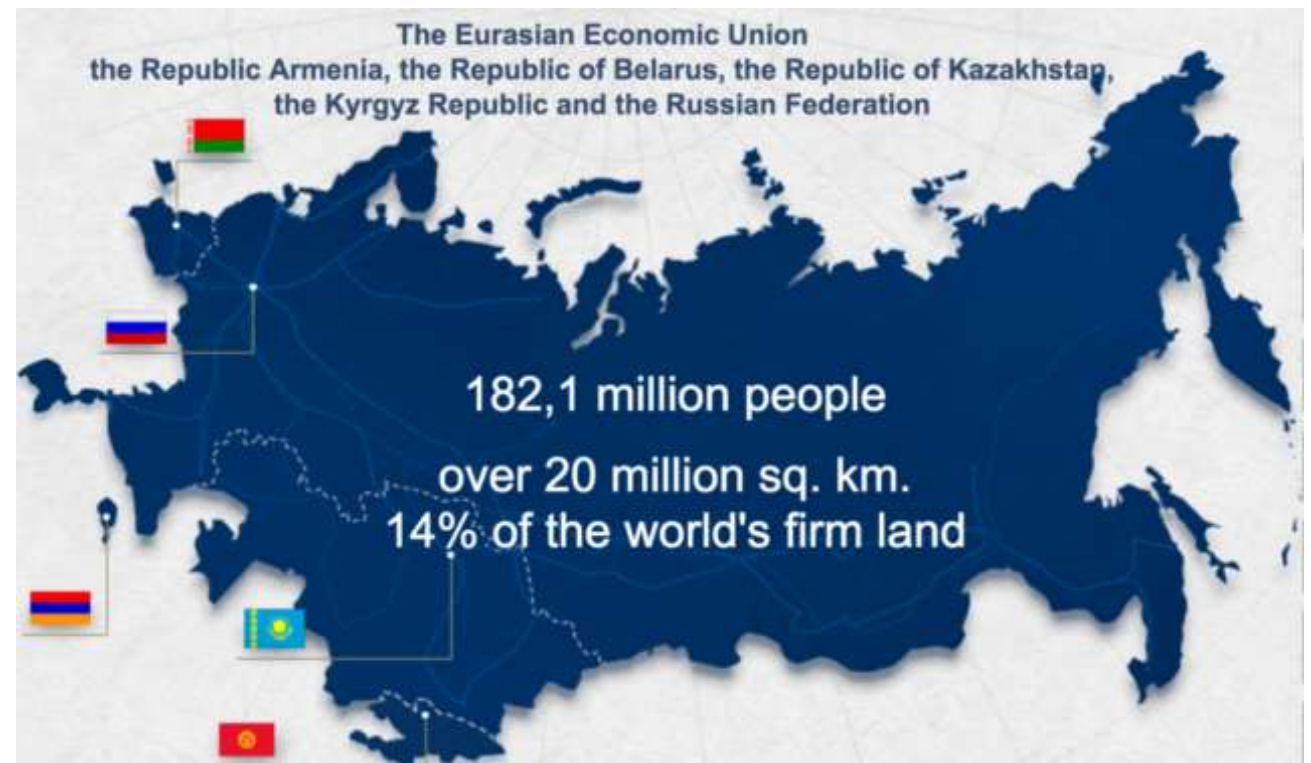 The Eurasian Economic Union
the Republic Armenia, the Republic of Belarus, the Republic of Kazakhstan,
the Kyrgyz Republic and the Russian Federation
182,1 million people
over 20 million sq. km.
14% of the world's firm land